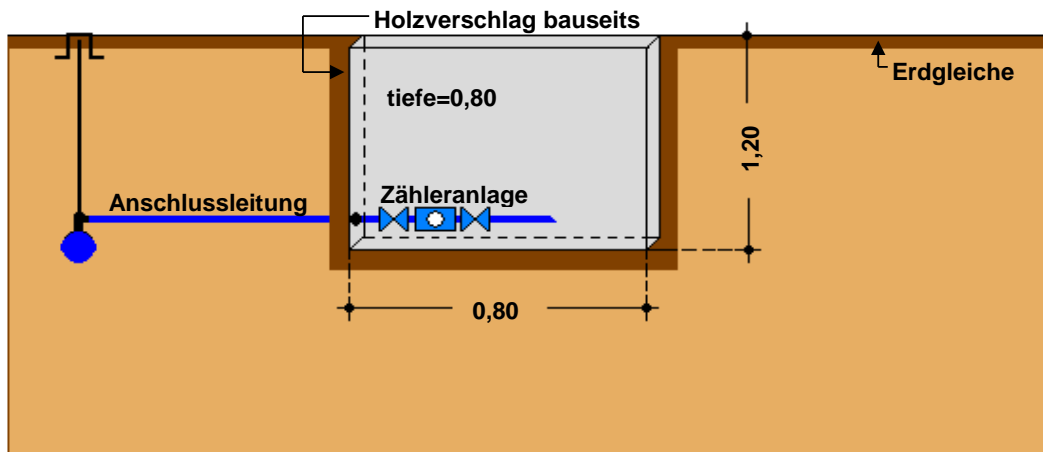 Holzverschlag bauseits
Erdgleiche
tiefe=0,80
1,20
Anschlussleitung
Zähleranlage
0,80